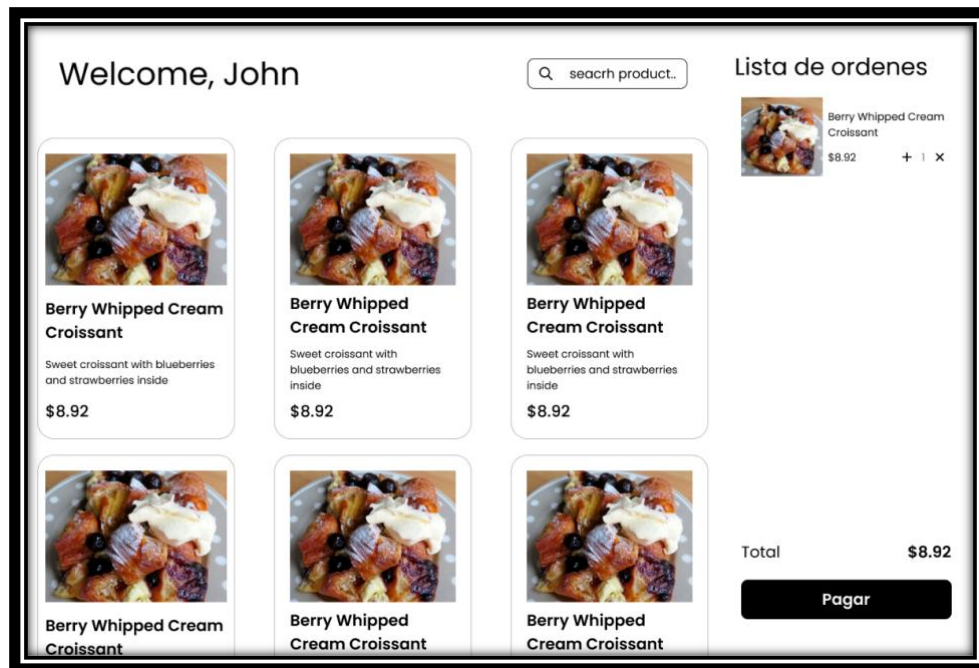 Welcome, John
seacrh product..
Berry Whipped Cream
Croissant
Sweet croissant with blueberries
and strawberries inside
$8.92
Berry Whipped
Cream Croissant
Sweet croissant with
blueberries and strawberries
inside
$8.92
Berry Whipped
Cream Croissant
Sweet croissant with
blueberries and strawberries
inside
$8.92
Berry Whipped Cream
Croissant
Berry Whipped
Cream Croissant
Berry Whipped
Cream Croissant
Lista de ordenes
Berry Whipped Cream
Croissant
$8.92 + 1 ×
Total $8.92
Pagar